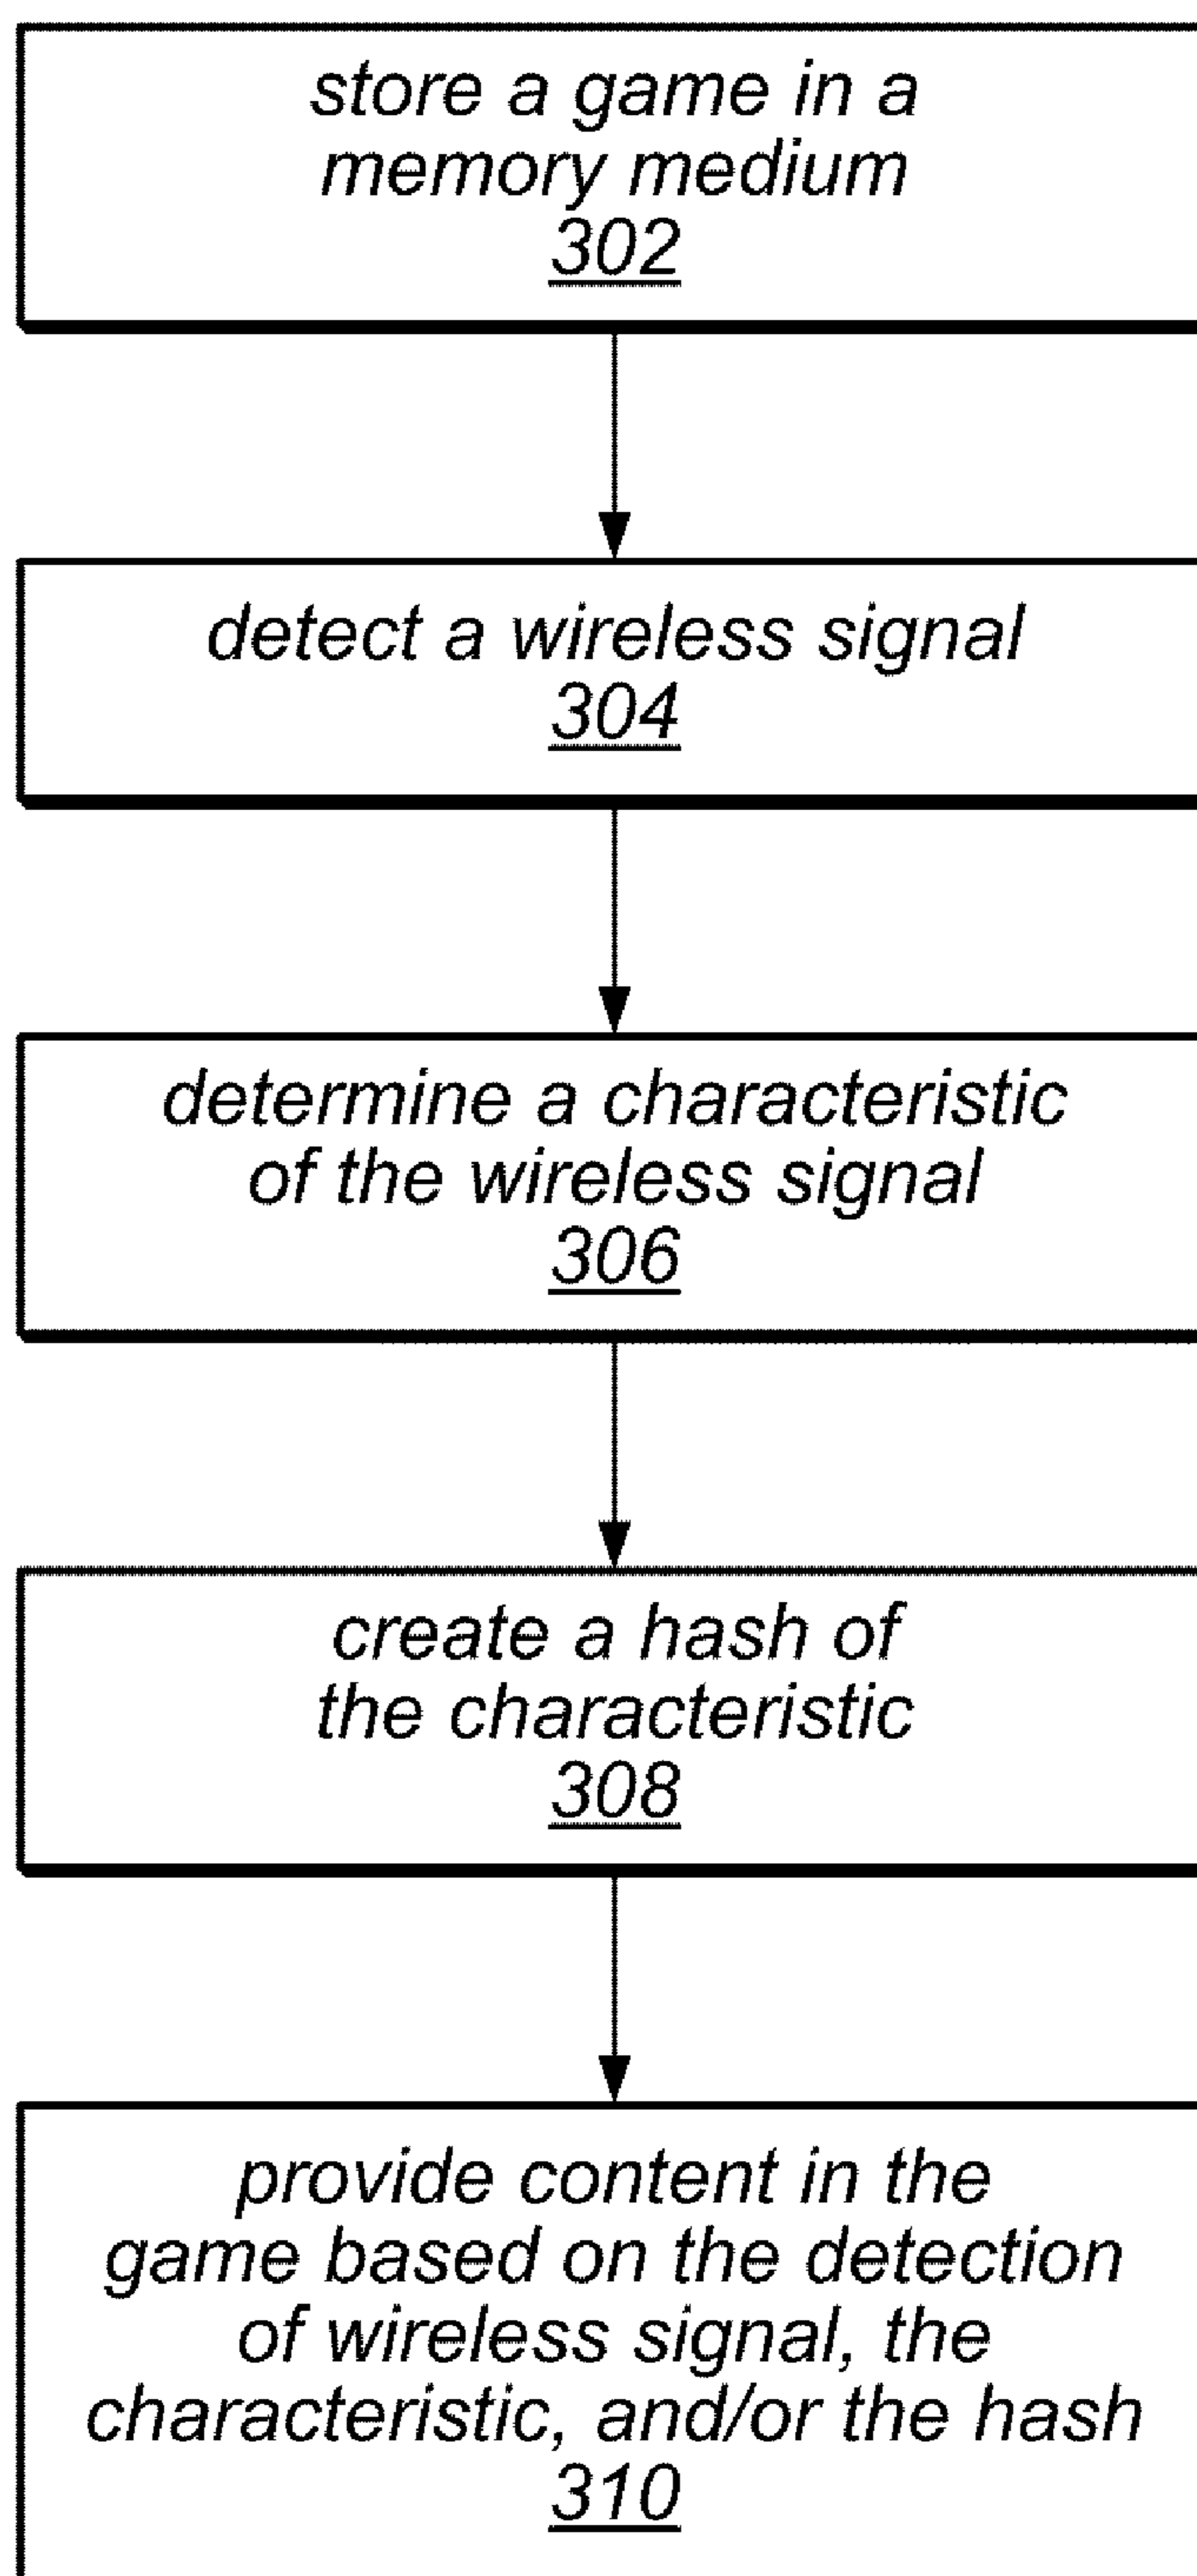 store a game in a
memory medium
302
detect a wireless signal
304
determine a characteristic
of the wireless signal
306
create a hash of
the characteristic
308
provide content in the
game based on the detection
of wireless signal, the
characteristic, and/or the hash
310